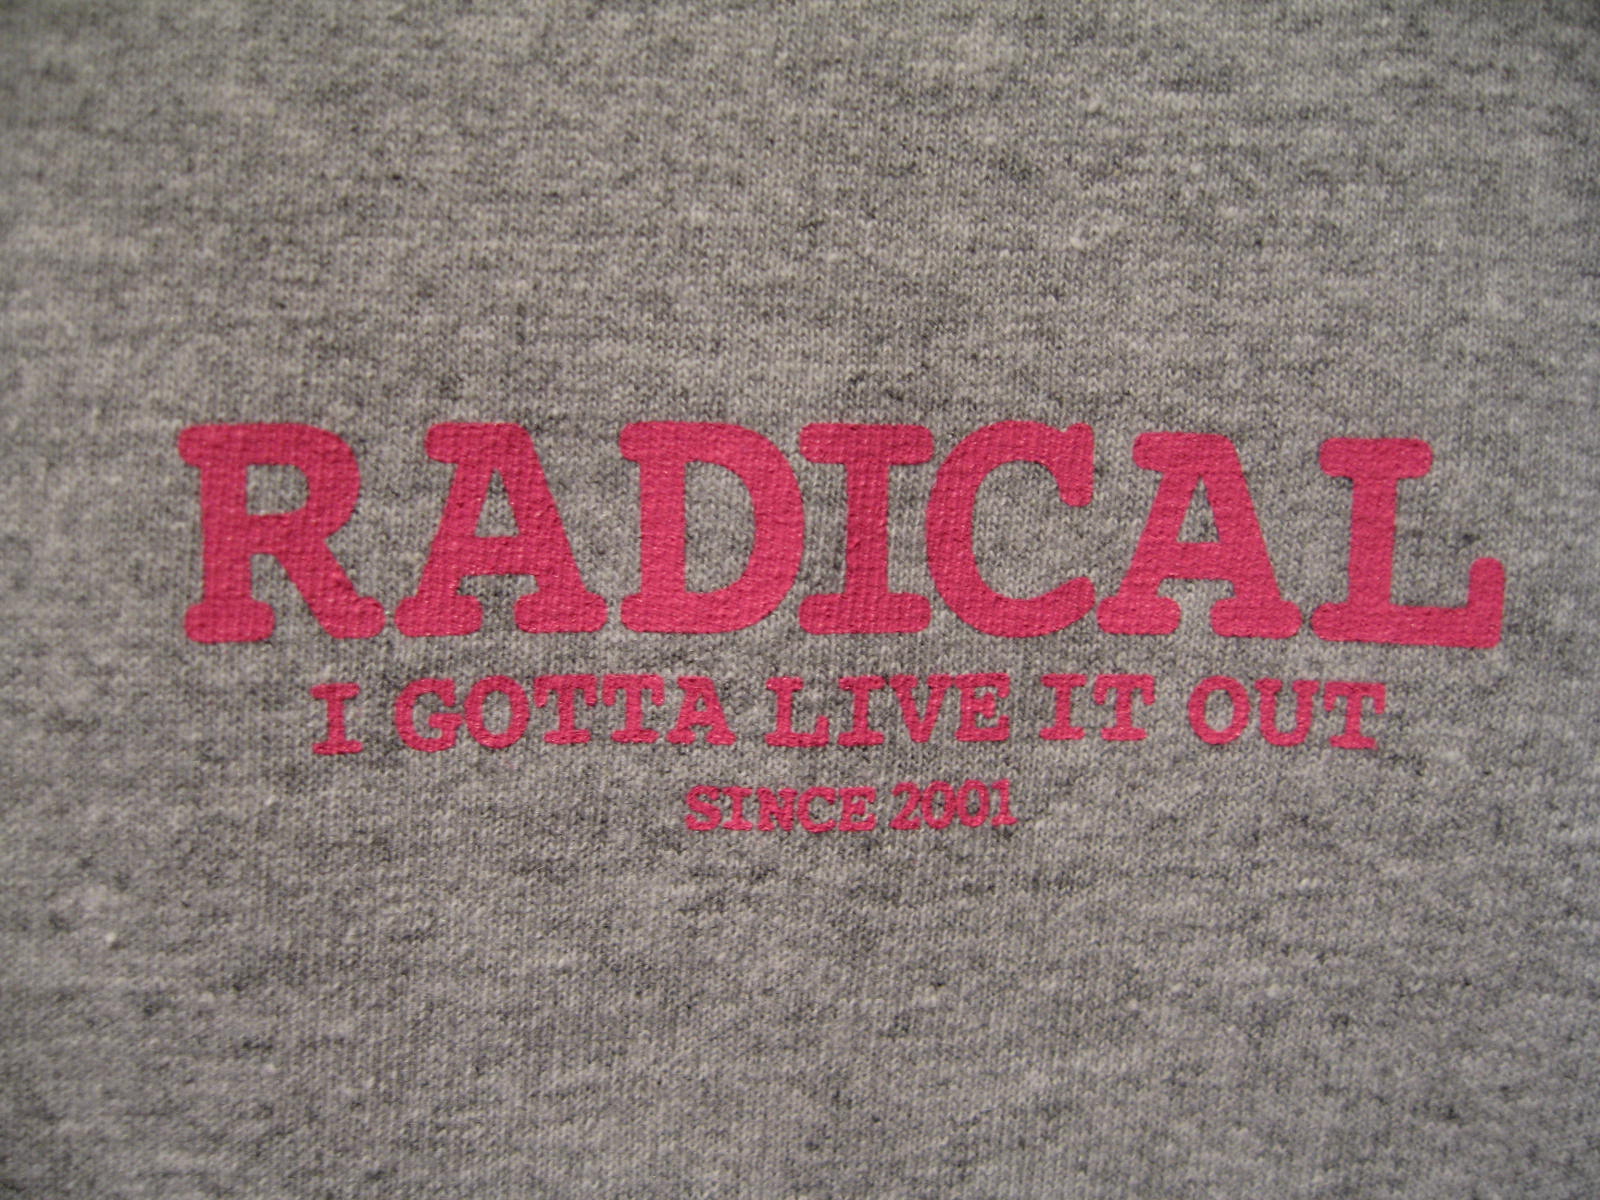 RADICAL
I GOTTA LIVE IT OUT
SINCE 2001